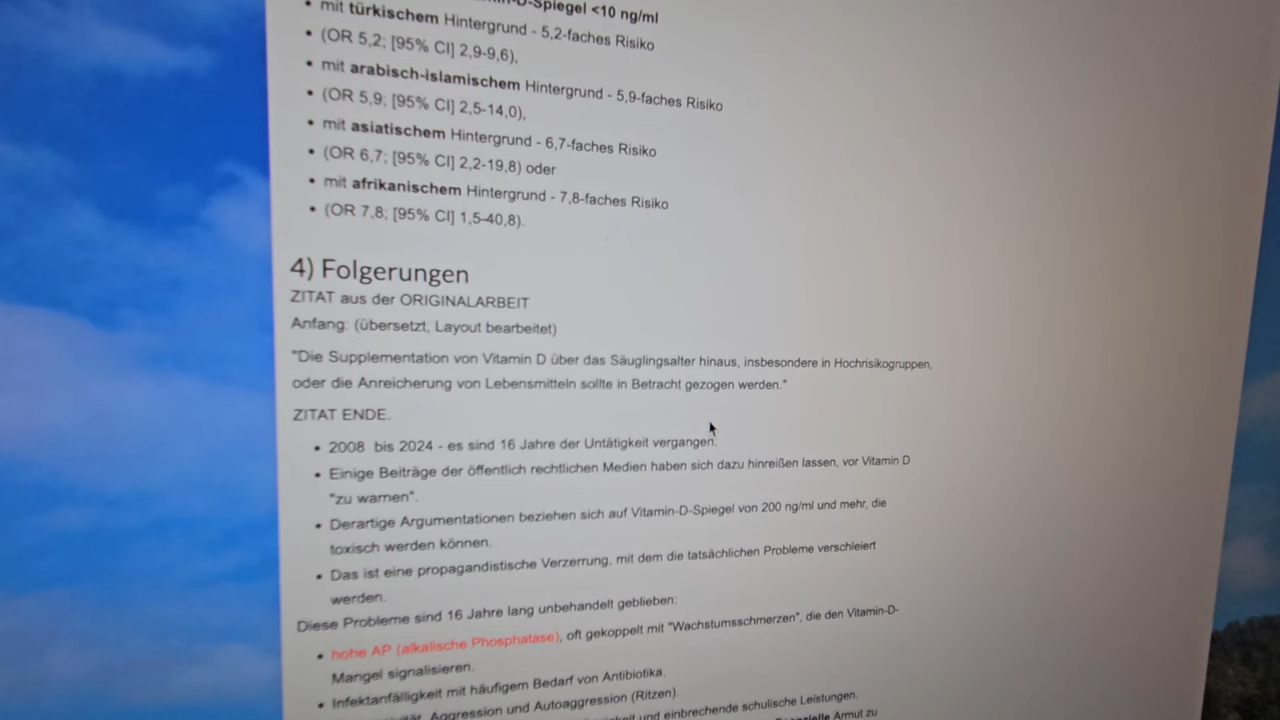 -D-Spiegel <10 ng/ml
• mit türkischem Hintergrund - 5,2-faches Risiko
• (OR 5,2; [95% CI] 2,9-9,6),
• mit arabisch-islamischem Hintergrund - 5,9-faches Risiko
• (OR 5,9; [95% CI] 2,5-14,0),
• mit asiatischem Hintergrund - 6,7-faches Risiko
• (OR 6,7; [95% CI] 2,2-19,8) oder
• mit afrikanischem Hintergrund - 7,8-faches Risiko
• (OR 7,8; [95% CI] 1,5-40,8).
4) Folgerungen
ZITAT aus der ORIGINALARBEIT
Anfang: (übersetzt, Layout bearbeitet)
"Die Supplementation von Vitamin D über das Säuglingsalter hinaus, insbesondere in Hochrisikogruppen,
oder die Anreicherung von Lebensmitteln sollte in Betracht gezogen werden."
ZITAT ENDE.
• 2008 bis 2024 - es sind 16 Jahre der Untätigkeit vergangen.
• Einige Beiträge der öffentlich rechtlichen Medien haben sich dazu hinreißen lassen, vor Vitamin D
"zu warnen".
• Derartige Argumentationen beziehen sich auf Vitamin-D-Spiegel von 200 ng/ml und mehr, die
toxisch werden können.
• Das ist eine propagandistische Verzerrung, mit dem die tatsächlichen Probleme verschleiert
werden.
Diese Probleme sind 16 Jahre lang unbehandelt geblieben:
• hohe AP (alkalische Phosphatase), oft gekoppelt mit "Wachstumsschmerzen", die den Vitamin-D-
Mangel signalisieren.
• Infektanfälligkeit mit häufigem Bedarf von Antibiotika.
Aggression und Autoaggression (Ritzen).
und einbrechende schulische Leistungen.
Armut zu